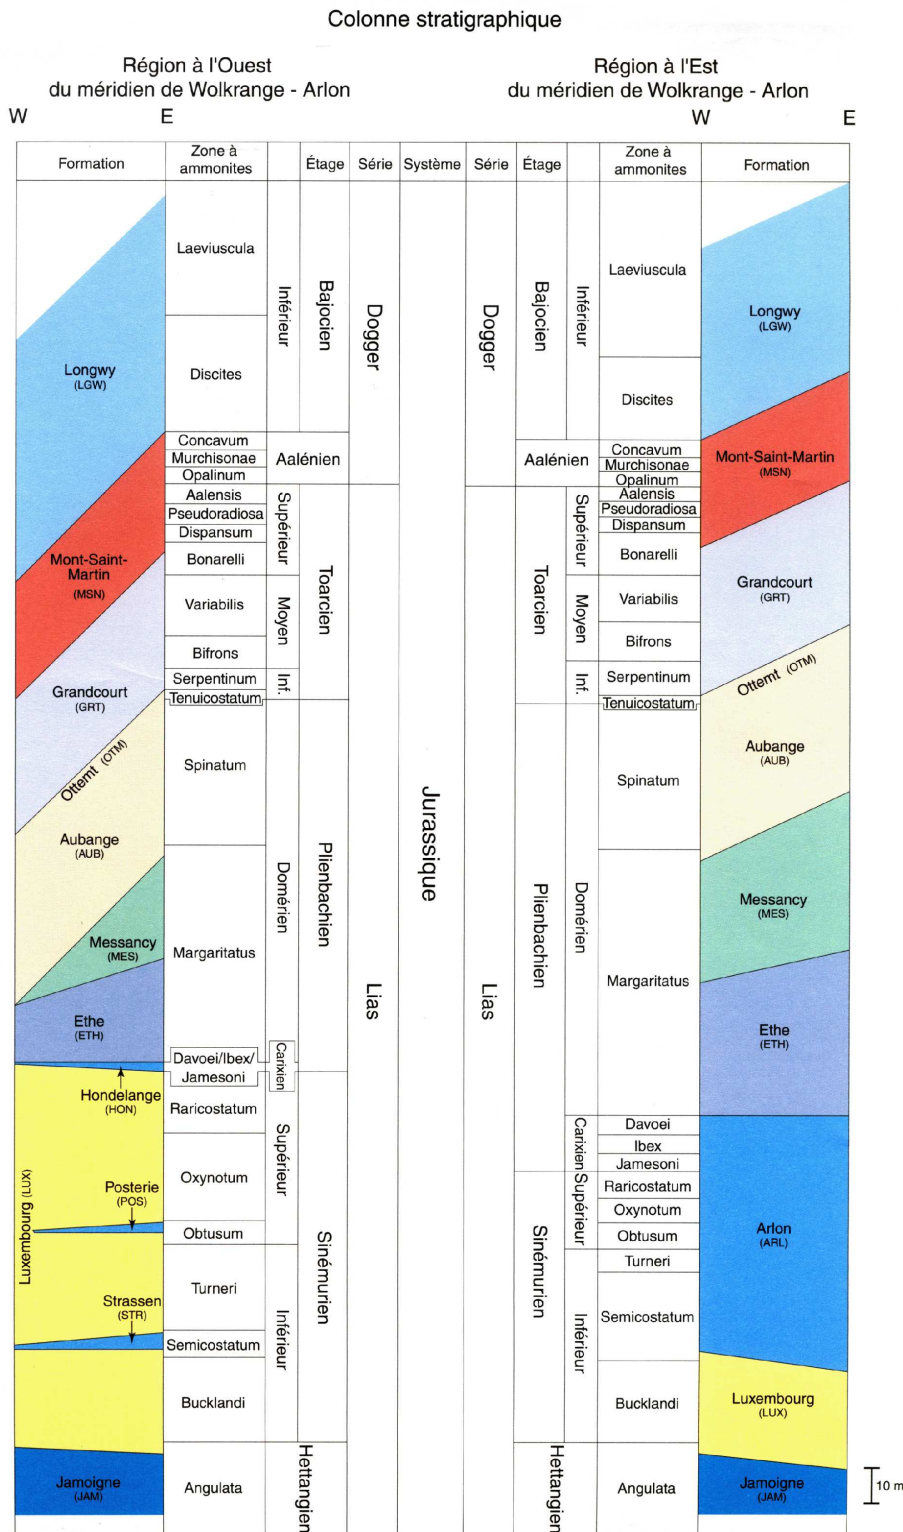 Colonne stratigraphique
Région à l'Ouest
du méridien de Wolkrange - Arlon
Région à l'Est
du méridien de Wolkrange - Arlon
W
E
W
E
Formation
Zone à
ammonites
Étage
Série
Système
Série
Étage
Zone à
ammonites
Formation
Longwy
(LGW)
Mont-Saint-
Martin
(MSN)
Grandcourt
(GRT)
Ottemt (OTM)
Aubange
(AUB)
Messancy
(MES)
Ethe
(ETH)
Hondelange
(HON)
Luxembourg (LUX)
Posterie
(POS)
Strassen
(STR)
Jamoigne
(JAM)
Laeviuscula
Discites
Concavum
Murchisonae
Opalinum
Aalensis
Pseudoradiosa
Dispansum
Bonarelli
Variabilis
Bifrons
Serpentinum
Tenuicostatum
Spinatum
Margaritatus
Davoei/Ibex/
Jamesoni
Raricostatum
Oxynotum
Obtusum
Turneri
Semicostatum
Bucklandi
Angulata
Inférieur
Supérieur
Moyen
Inf.
Domérien
Carixien
Supérieur
Inférieur
Bajocien
Aalénien
Toarcien
Plienbachien
Sinémurien
Hettangien
Dogger
Lias
Jurassique
Dogger
Lias
Bajocien
Aalénien
Toarcien
Plienbachien
Sinémurien
Hettangien
Inférieur
Supérieur
Moyen
Inf.
Domérien
Carixien
Supérieur
Inférieur
Laeviuscula
Discites
Concavum
Murchisonae
Opalinum
Aalensis
Pseudoradiosa
Dispansum
Bonarelli
Variabilis
Bifrons
Serpentinum
Tenuicostatum
Spinatum
Margaritatus
Davoei
Ibex
Jamesoni
Raricostatum
Oxynotum
Obtusum
Turneri
Semicostatum
Bucklandi
Angulata
Longwy
(LGW)
Mont-Saint-Martin
(MSN)
Grandcourt
(GRT)
Ottemt (OTM)
Aubange
(AUB)
Messancy
(MES)
Ethe
(ETH)
Arlon
(ARL)
Luxembourg
(LUX)
Jamoigne
(JAM)
10 m